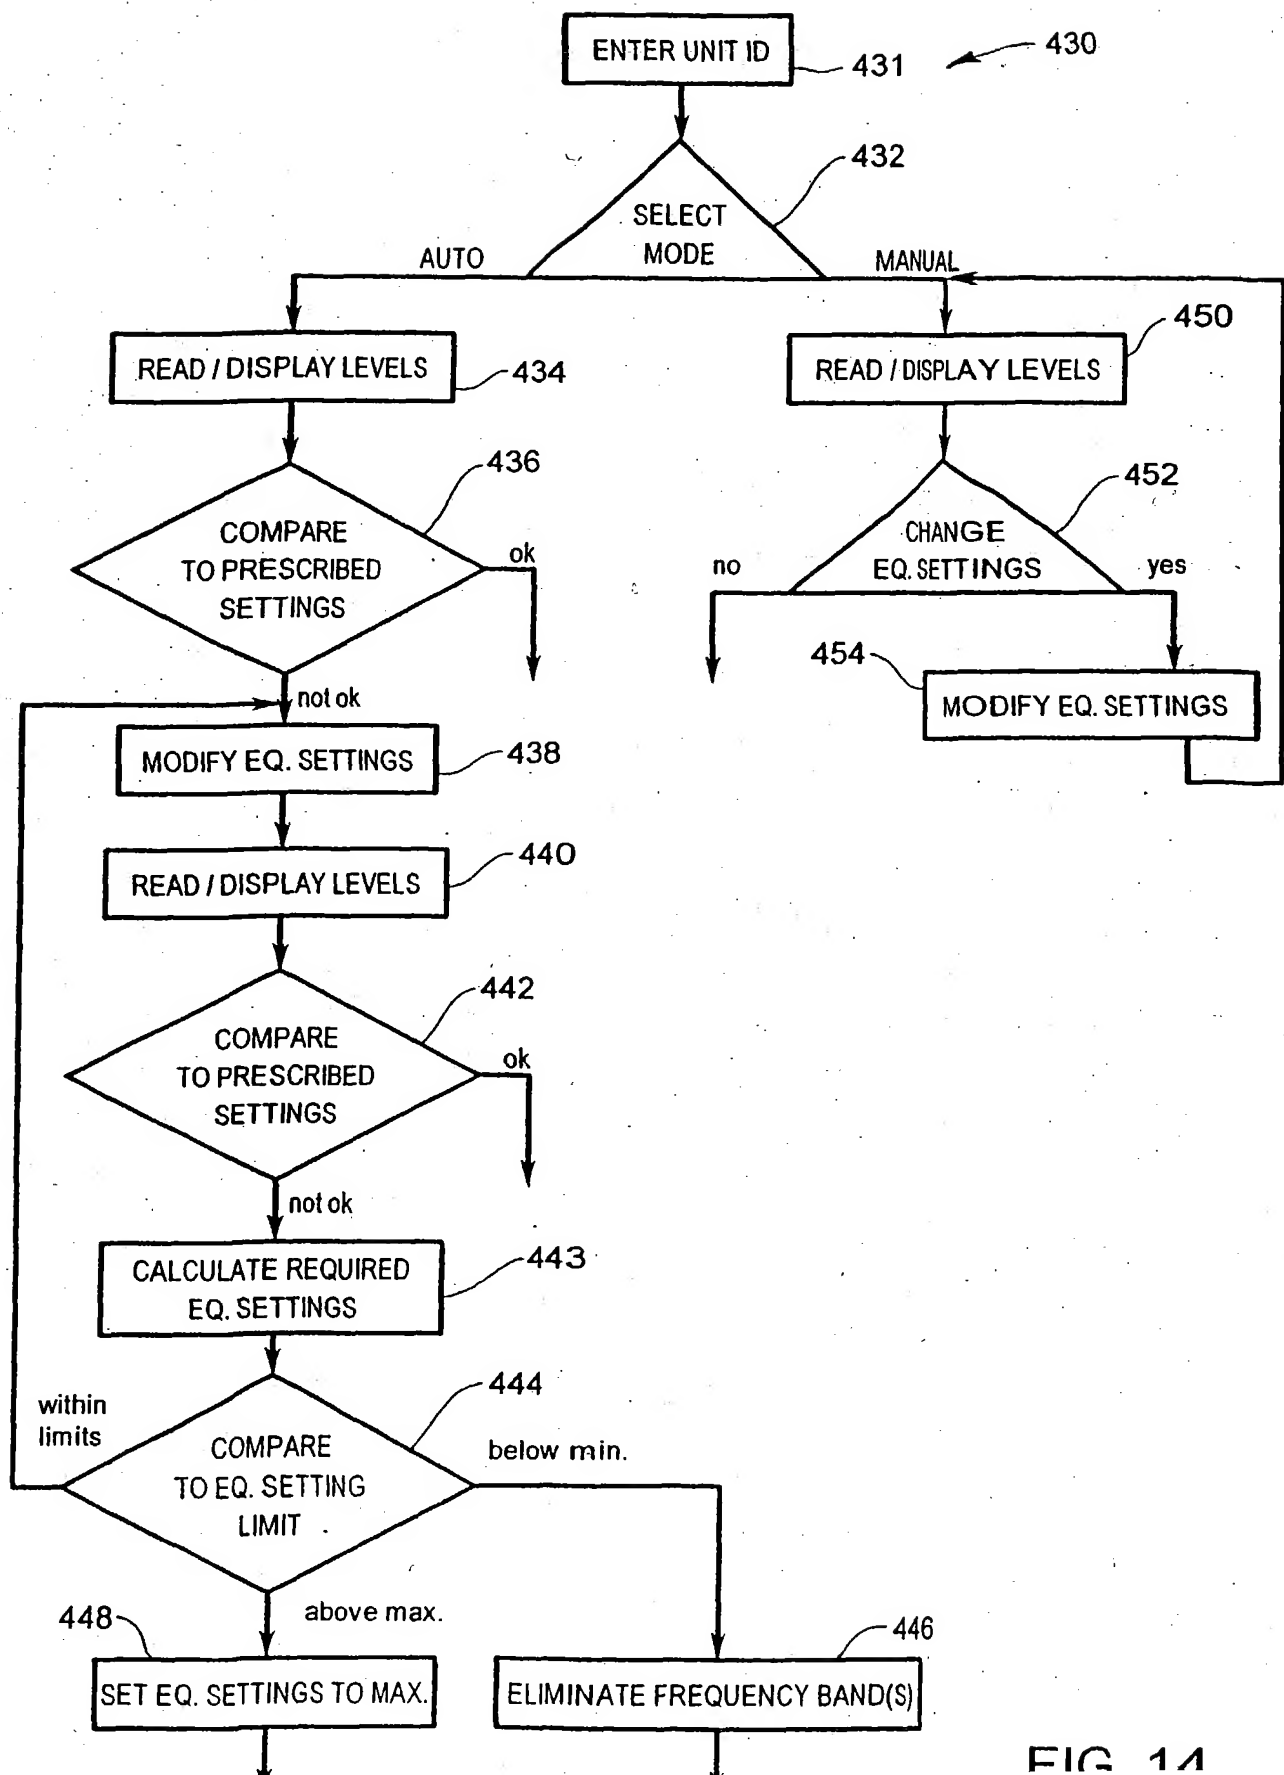 ENTER UNIT ID
431
430
432
SELECT
MODE
AUTO
MANUAL
450
READ / DISPLAY LEVELS
434
READ / DISPLAY LEVELS
436
452
COMPARE
TO PRESCRIBED
SETTINGS
ok
CHANGE
EQ. SETTINGS
no
yes
454
not ok
MODIFY EQ. SETTINGS
MODIFY EQ. SETTINGS
438
READ / DISPLAY LEVELS
440
442
COMPARE
TO PRESCRIBED
SETTINGS
ok
not ok
CALCULATE REQUIRED
EQ. SETTINGS
443
444
within
limits
COMPARE
TO EQ. SETTING
LIMIT
below min.
above max.
448
446
SET EQ. SETTINGS TO MAX.
ELIMINATE FREQUENCY BAND(S)
FIG. 14